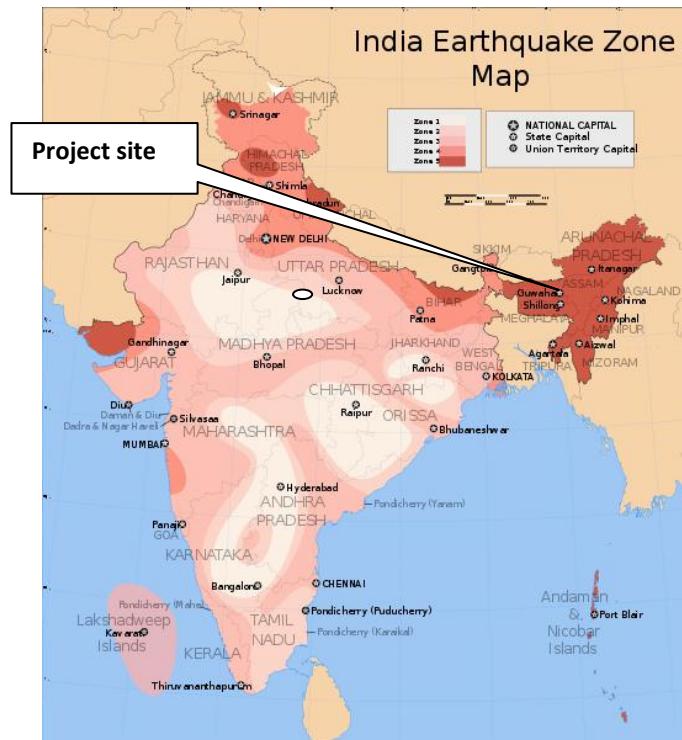 India Earthquake Zone
Map
Project site
Zone 1
Zone 2
Zone 3
Zone 4
Zone 5
NATIONAL CAPITAL
State Capital
Union Territory Capital
JAMMU & KASHMIR
Srinagar
HIMACHAL
PRADESH
Shimla
Chandigarh
HARYANA
Delhi
NEW DELHI
SIKKIM
Gangtok
ARUNACHAL
PRADESH
Itanagar
RAJASTHAN
Jaipur
UTTAR PRADESH
Lucknow
ASSAM
Guwaha
NAGALAND
Kohima
Shillong
MEGHALAYA
Imphal
MANIPUR
BIHAR
Patna
Gandhinagar
GUJARAT
MADHYA PRADESH
Bhopal
JHARKHAND
Ranchi
WEST
BENGAL
KOLKATA
Agartala
TRIPURA
Aizwal
MIZORAM
CHHATTISGARH
Raipur
ORISSA
Bhubaneshwar
Diu
Daman & Diu
Silvasaa
Dadra & Nagar Haveli
MAHARASHTRA
MUMBAI
Hyderabad
ANDHRA
PRADESH
Pondicherry (Yanam)
Panaji
GOA
KARNATAKA
Bangalore
CHENNAI
Pondicherry (Mahe)
Pondicherry (Puducherry)
Pondicherry (Karaikal)
TAMIL
NADU
Lakshadweep
Islands
Kavarati
KERALA
Thiruvananthapuram
Andaman
&
Nicobar
Islands
Port Blair